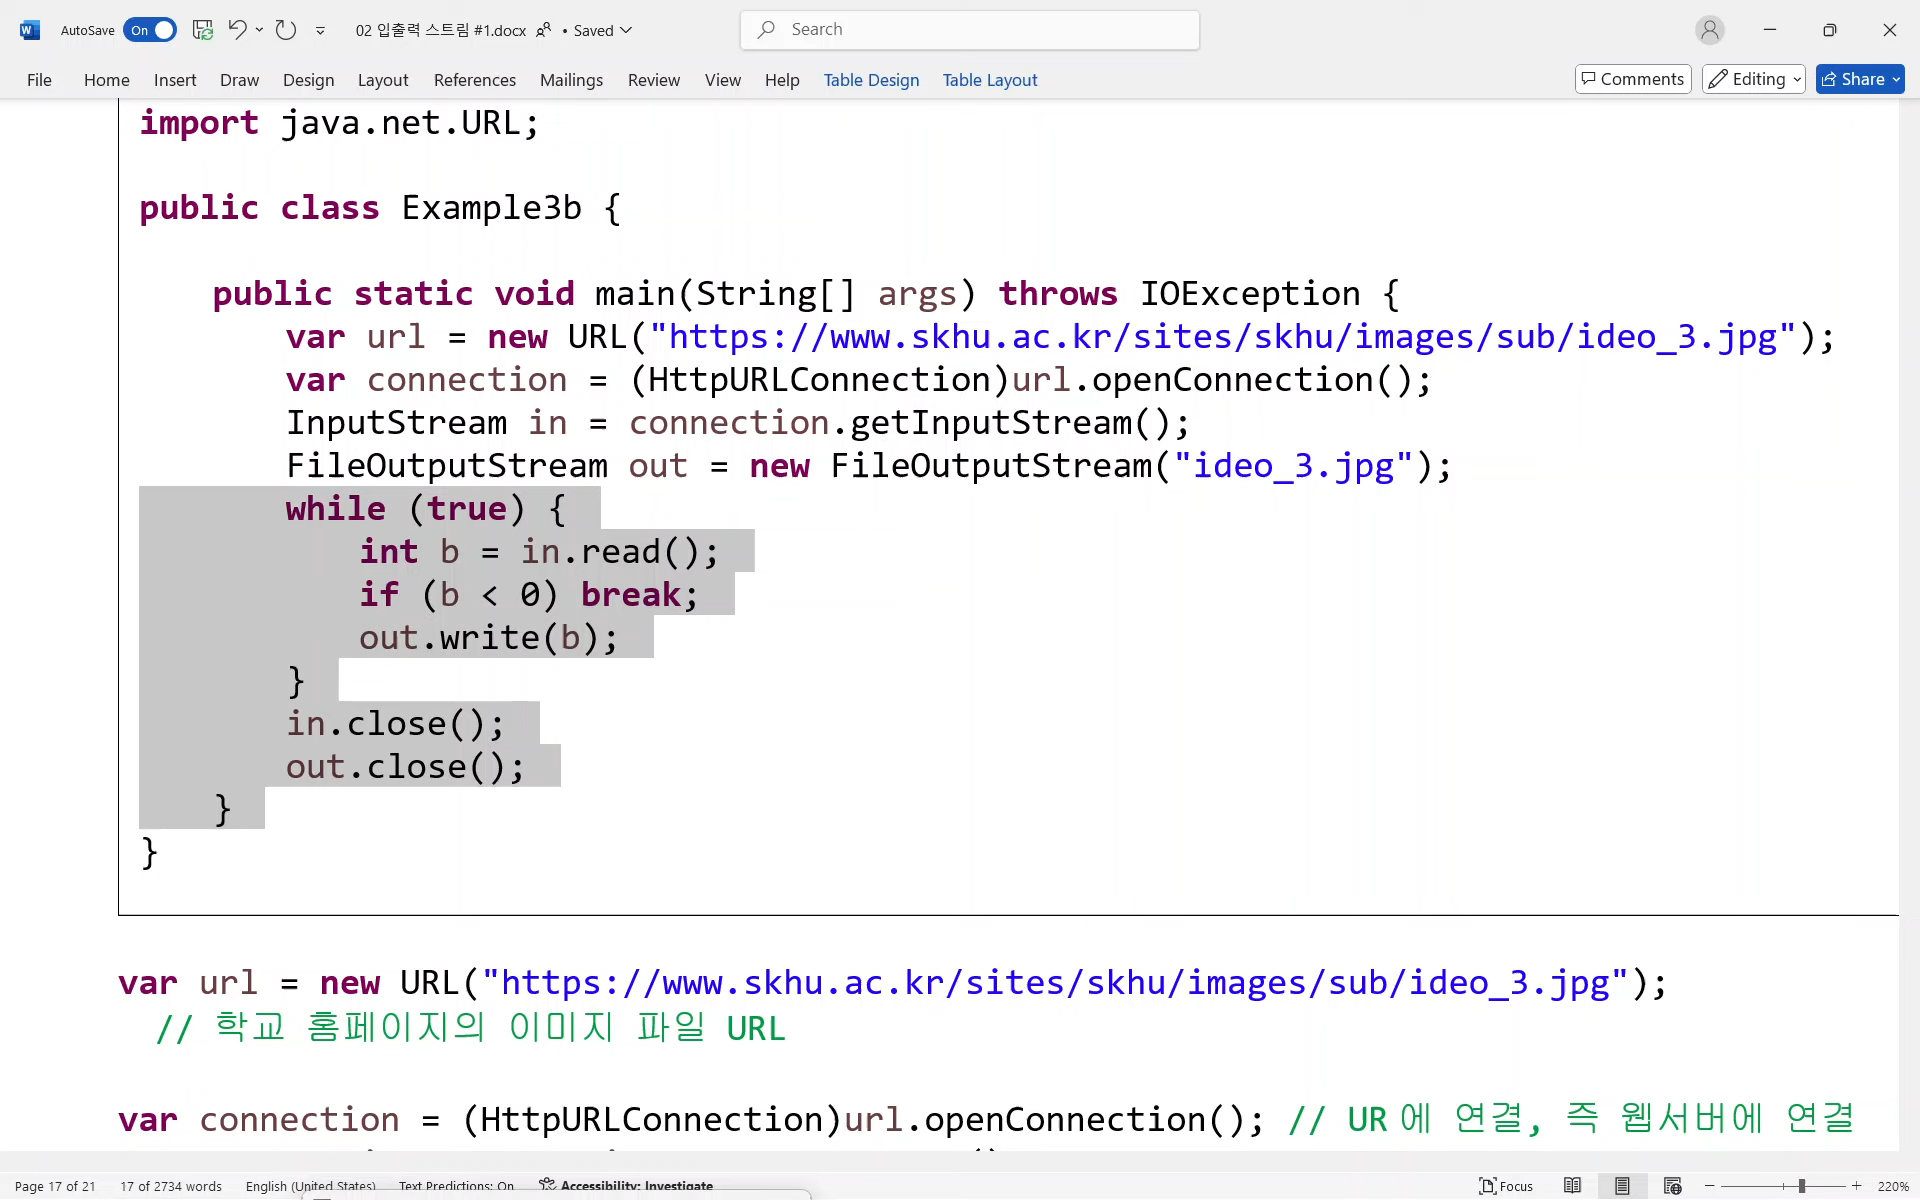 AutoSave On 02 입출력 스트림 #1.docx • Saved Search
File Home Insert Draw Design Layout References Mailings Review View Help Table Design Table Layout Comments Editing Share
import java.net.URL;
public class Example3b {
public static void main(String[] args) throws IOException {
var url = new URL("https://www.skhu.ac.kr/sites/skhu/images/sub/ideo_3.jpg");
var connection = (HttpURLConnection)url.openConnection();
InputStream in = connection.getInputStream();
FileOutputStream out = new FileOutputStream("ideo_3.jpg");
while (true) {
int b = in.read();
if (b < 0) break;
out.write(b);
}
in.close();
out.close();
}
}
var url = new URL("https://www.skhu.ac.kr/sites/skhu/images/sub/ideo_3.jpg");
// 학교 홈페이지의 이미지 파일 URL
var connection = (HttpURLConnection)url.openConnection(); // UR에 연결, 즉 웹서버에 연결
Page 17 of 21 17 of 2734 words English (United States) Text Predictions: On Accessibility: Investigate Focus 220%